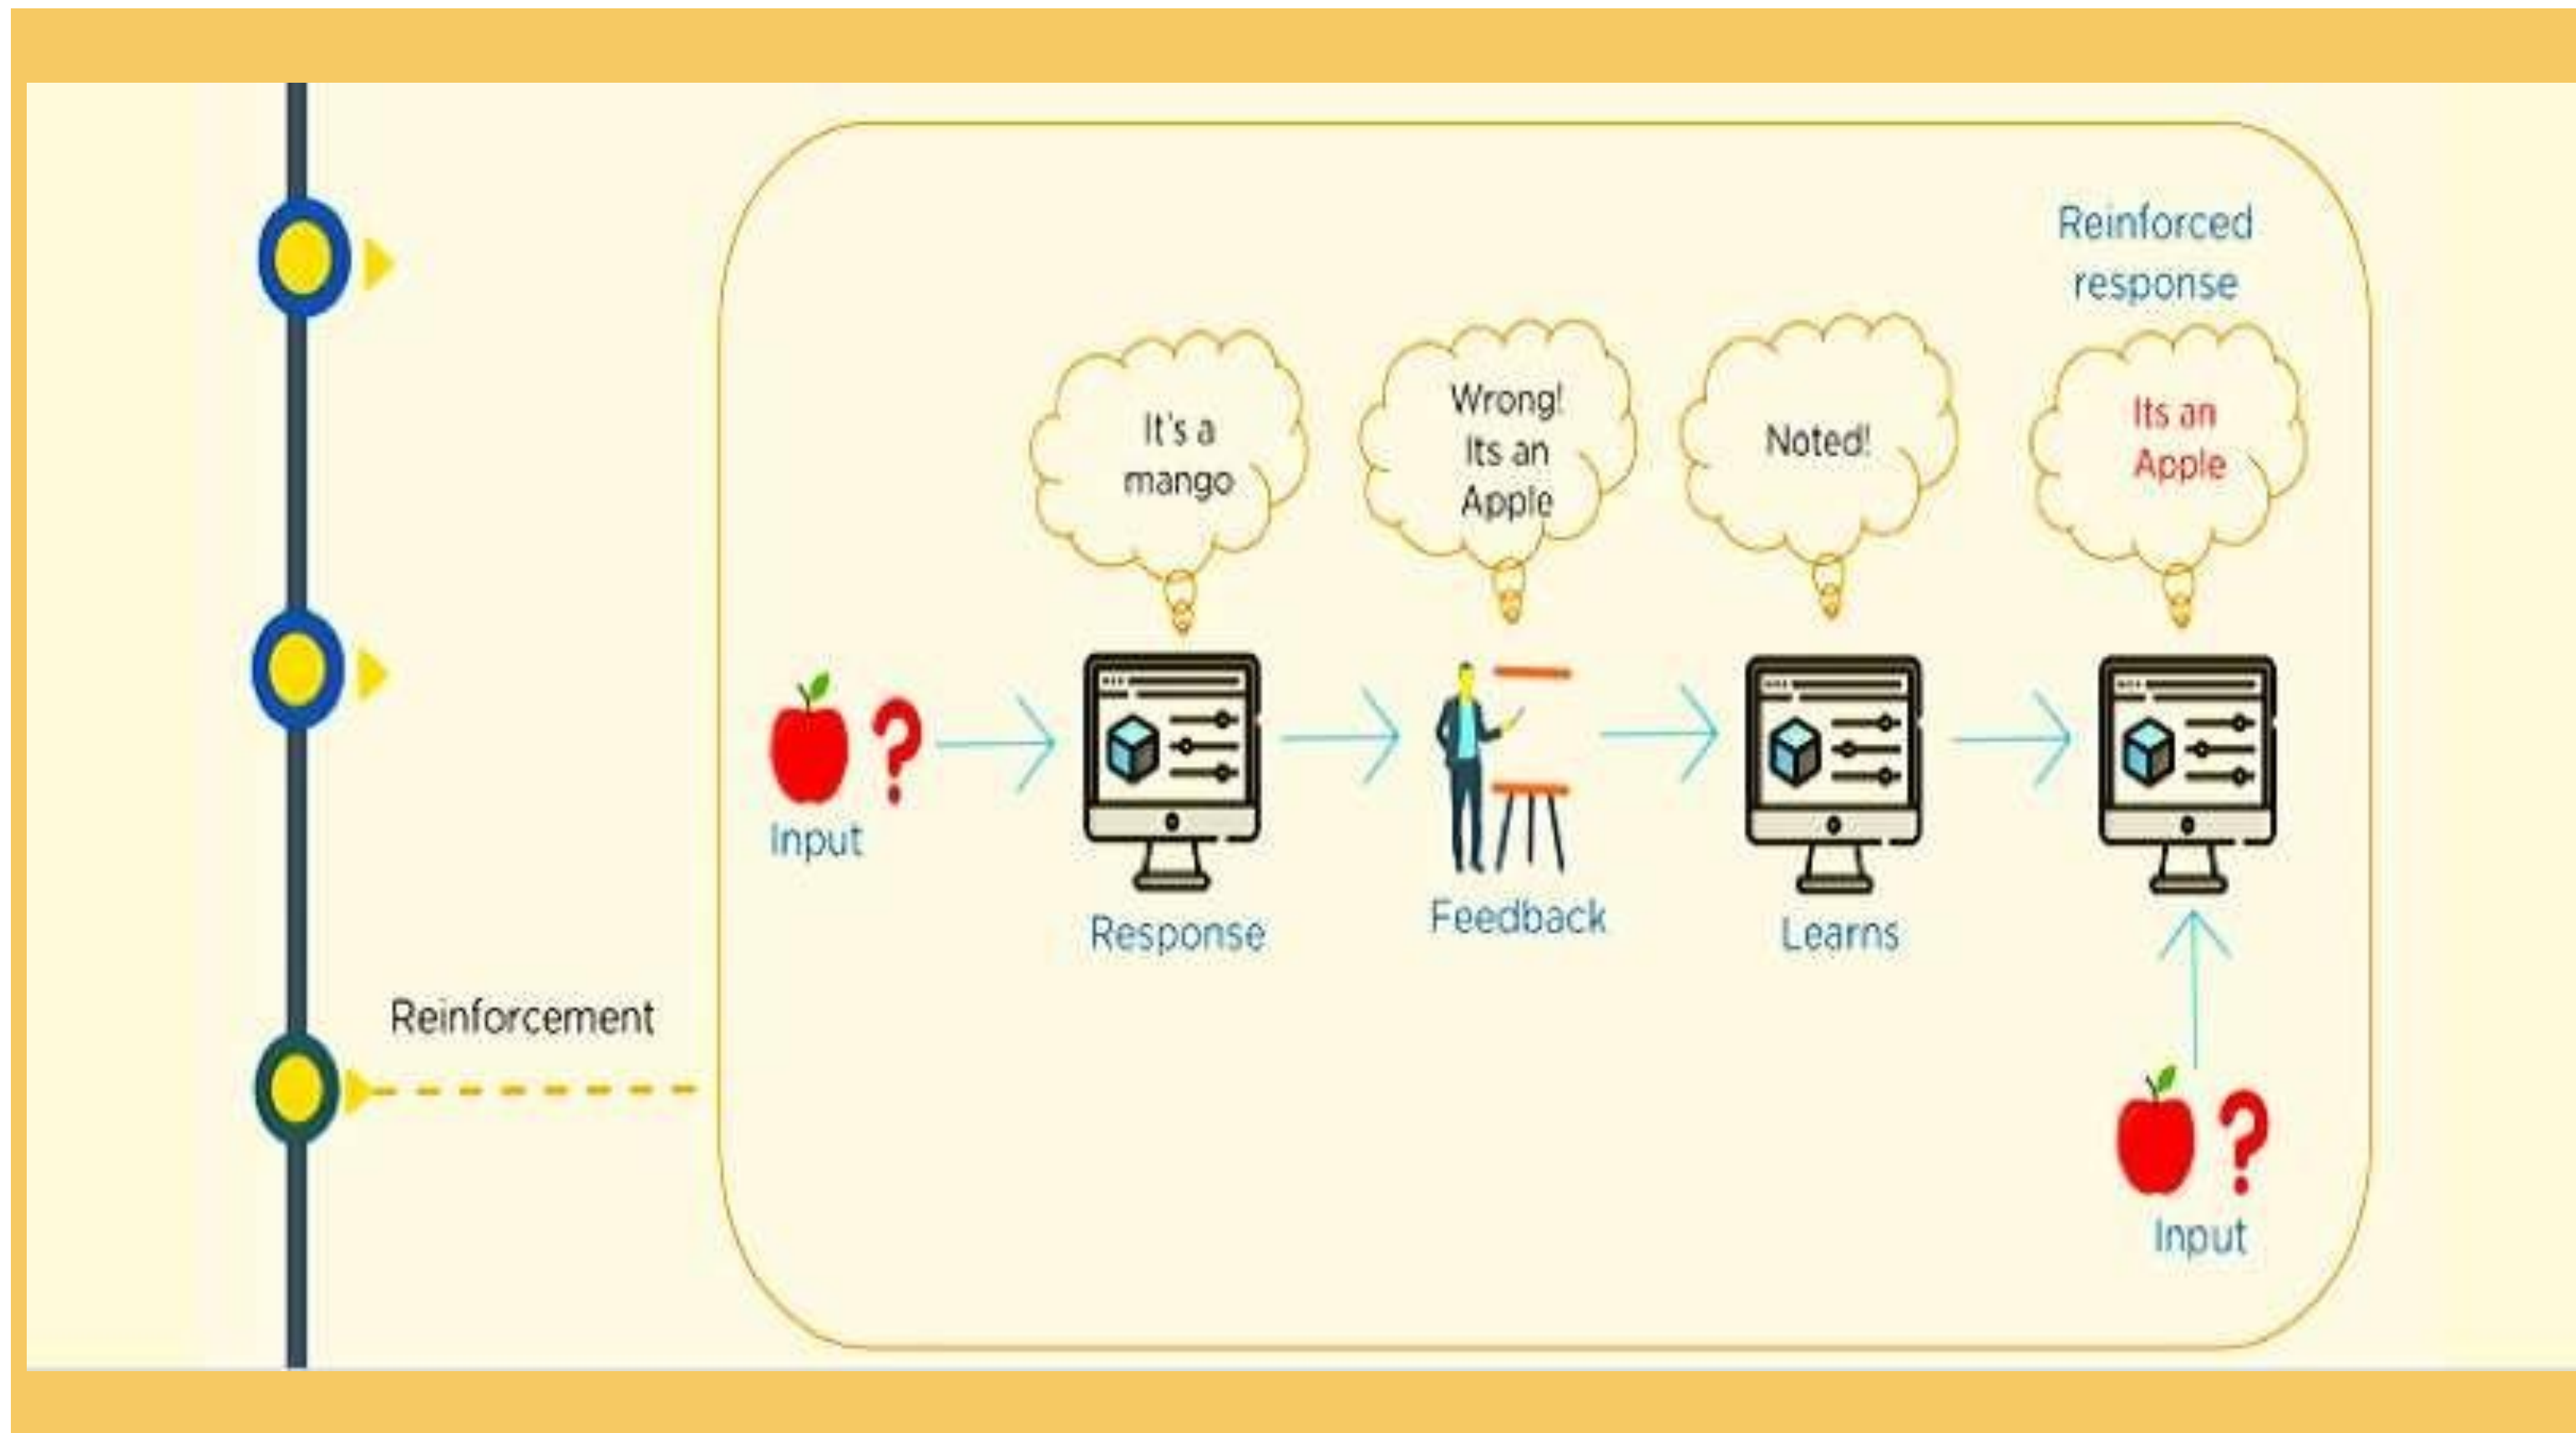 Reinforced
response
It's a
mango
Wrong!
Its an
Apple
Noted!
Its an
Apple
Input
Response
Feedback
Learns
Reinforcement
Input